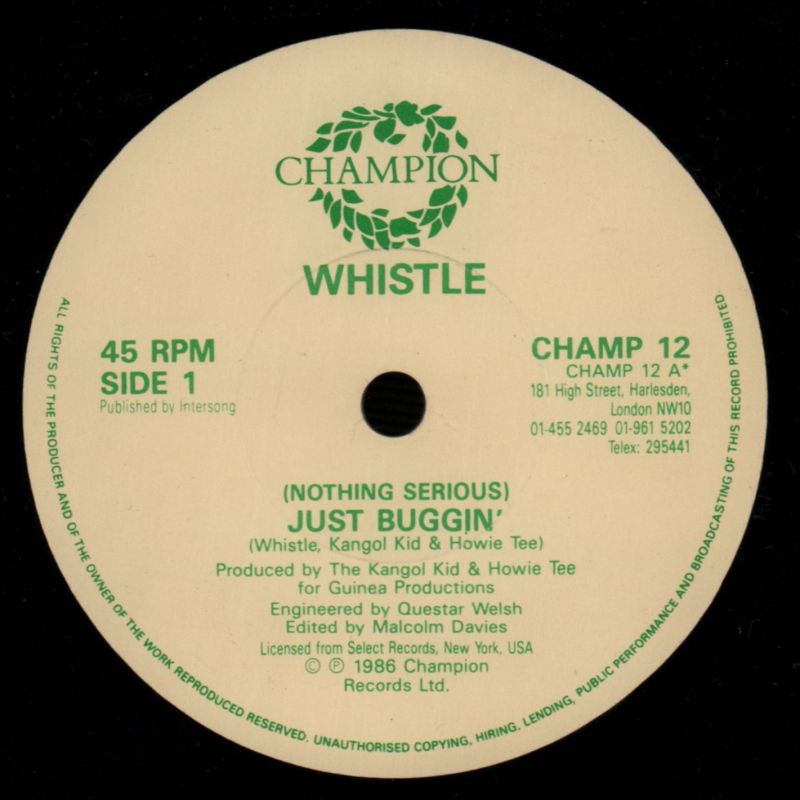 CHAMPION
WHISTLE
45 RPM
SIDE 1
Published by Intersong
CHAMP 12
CHAMP 12 A*
181 High Street, Harlesden,
London NW10
01-455 2469 01-961 5202
Telex: 295441
(NOTHING SERIOUS)
JUST BUGGIN'
(Whistle, Kangol Kid & Howie Tee)
Produced by The Kangol Kid & Howie Tee
for Guinea Productions
Engineered by Questar Welsh
Edited by Malcolm Davies
Licensed from Select Records, New York, USA
© ℗ 1986 Champion
Records Ltd.
ALL RIGHTS OF THE PRODUCER AND OF THE OWNER OF THE WORK REPRODUCED RESERVED. UNAUTHORISED COPYING, HIRING, LENDING, PUBLIC PERFORMANCE AND BROADCASTING OF THIS RECORD PROHIBITED.